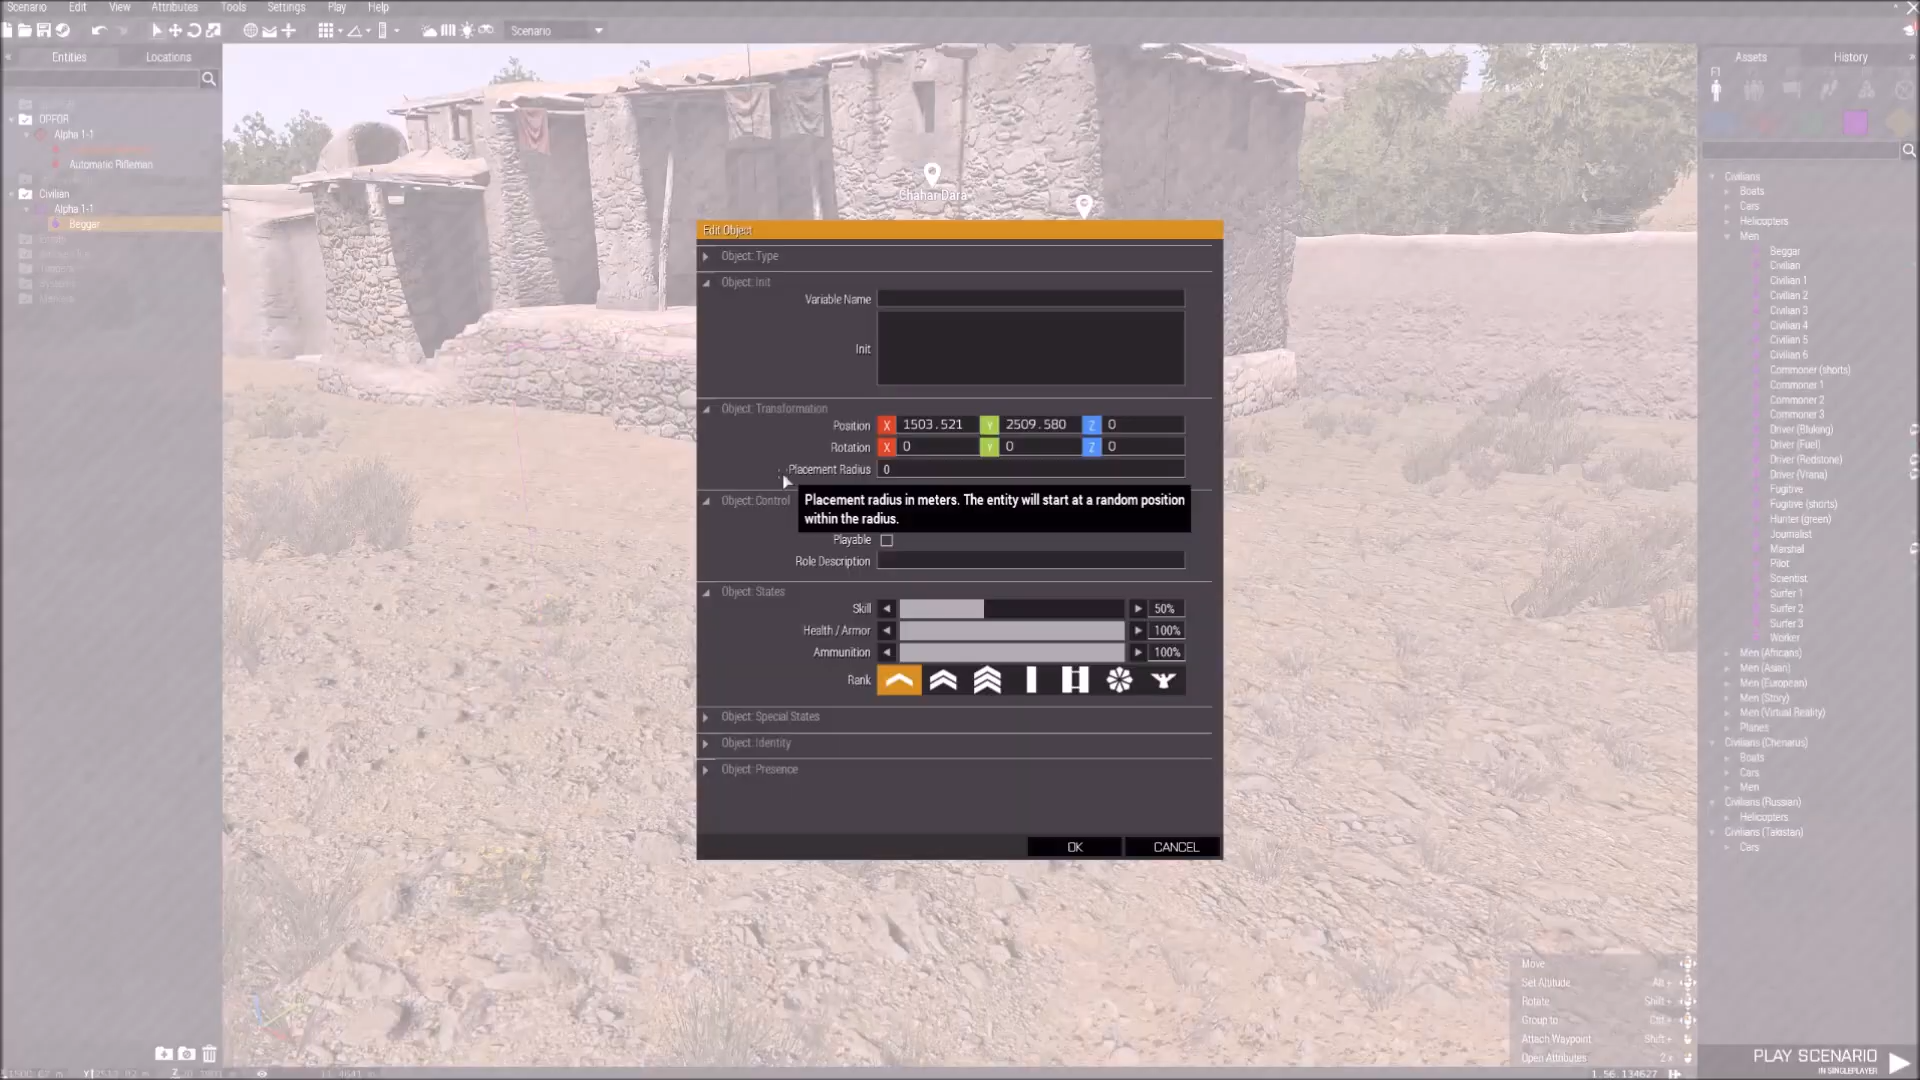 Scenario Edit View Attributes Tools Settings Play Help
Scenario
Entities Locations
OPFOR
Alpha 1-1
Automatic Rifleman
Civilian
Alpha 1-1
Beggar
Chahar Dara
Edit Object
Object: Type
Object: Init
Variable Name
Init
Object: Transformation
Position X 1503.521 Y 2509.580 Z 0
Rotation X 0 Y 0 Z 0
Placement Radius 0
Object: Control
Placement radius in meters. The entity will start at a random position
within the radius.
Playable
Role Description
Object: States
Skill 50%
Health / Armor 100%
Ammunition 100%
Rank
Object: Special States
Object: Identity
Object: Presence
OK CANCEL
Assets History
F1
Civilians
Boats
Cars
Helicopters
Men
Beggar
Civilian
Civilian 1
Civilian 2
Civilian 3
Civilian 4
Civilian 5
Civilian 6
Commoner (shorts)
Commoner 1
Commoner 2
Commoner 3
Driver (Bluking)
Driver (Fuel)
Driver (Redstone)
Driver (Vrana)
Fugitive
Fugitive (shorts)
Hunter (green)
Journalist
Marshal
Pilot
Scientist
Surfer 1
Surfer 2
Surfer 3
Worker
Men (Africans)
Men (Asian)
Men (European)
Men (Story)
Men (Virtual Reality)
Planes
Civilians (Chernarus)
Boats
Cars
Men
Civilians (Russian)
Helicopters
Civilians (Takistan)
Cars
Move
Set Altitude Alt +
Rotate Shift +
Group to Ctrl +
Attach Waypoint Shift +
Open Attributes 2 x
PLAY SCENARIO
IN SINGLEPLAYER
1.56.134627